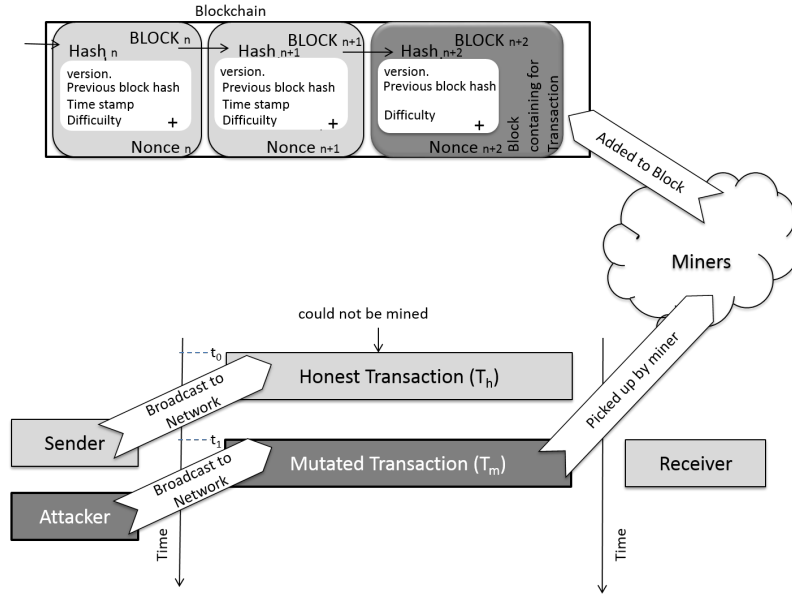 Blockchain
BLOCK n
Hash n
version.
Previous block hash
Time stamp
Difficulty +
Nonce n
BLOCK n+1
Hash n+1
version.
Previous block hash
Time stamp
Difficulty +
Nonce n+1
BLOCK n+2
Hash n+2
version.
Previous block hash
Difficulty +
Nonce n+2
Block
containing for
Transaction
Added to Block
Miners
could not be mined
t0
Honest Transaction (Th)
Broadcast to
Network
Picked up by miner
Sender
t1
Mutated Transaction (Tm)
Broadcast to
Network
Receiver
Attacker
Time
Time